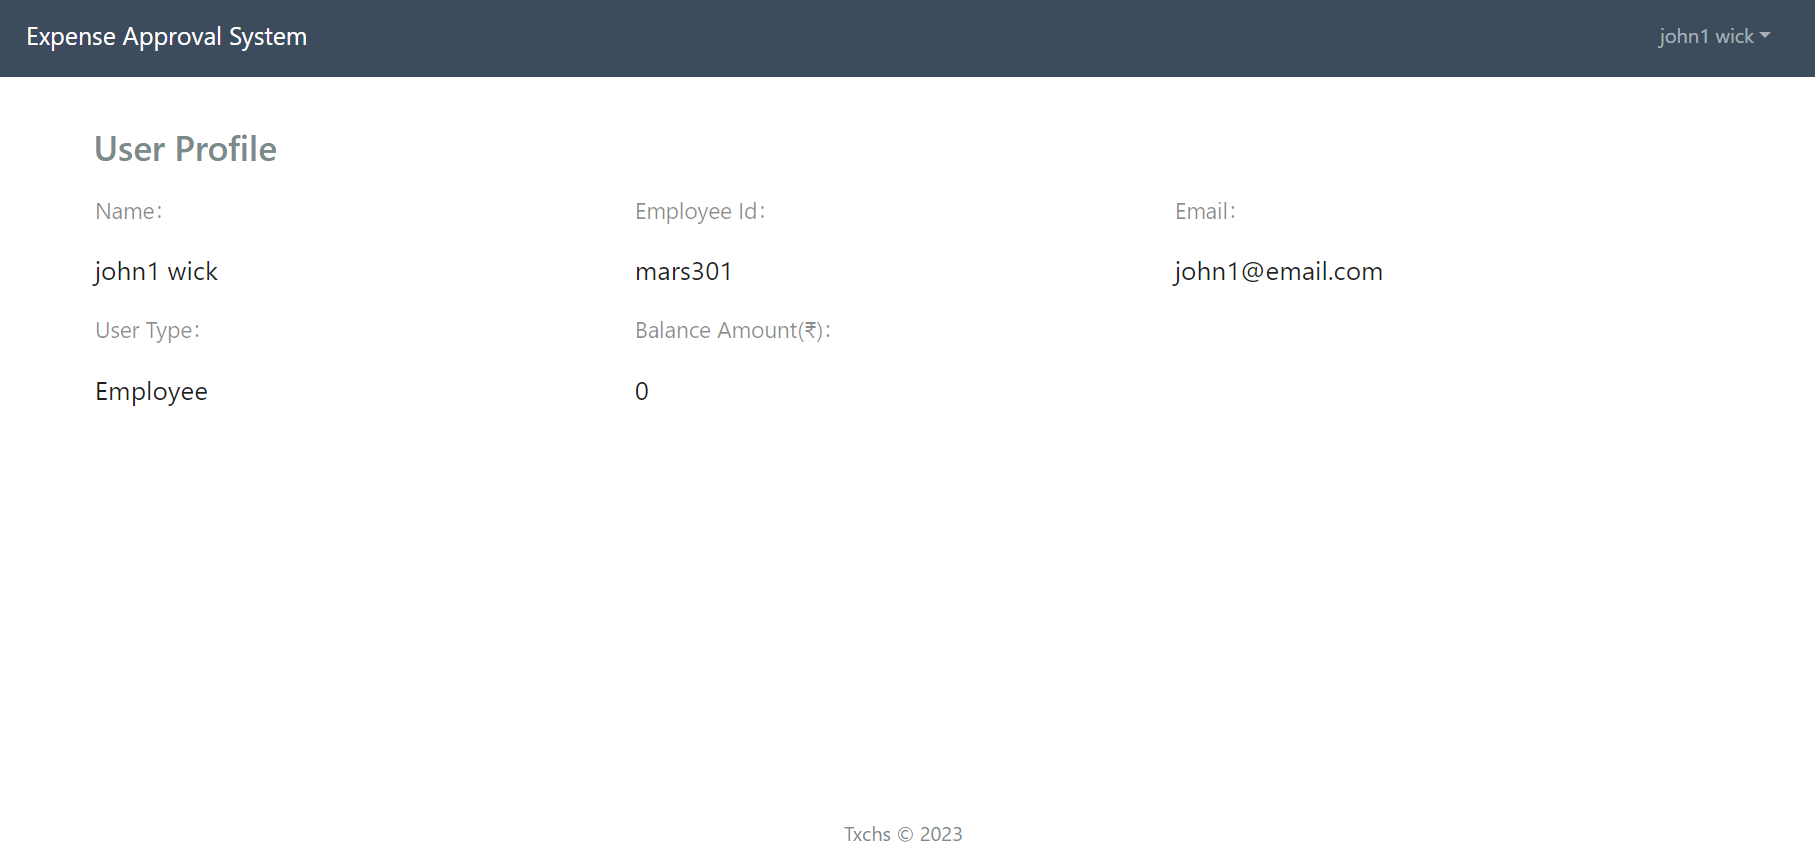 Expense Approval System
john1 wick
User Profile
Name:
Employee Id:
Email:
john1 wick
mars301
john1@email.com
User Type:
Balance Amount(₹):
Employee
0
Txchs © 2023